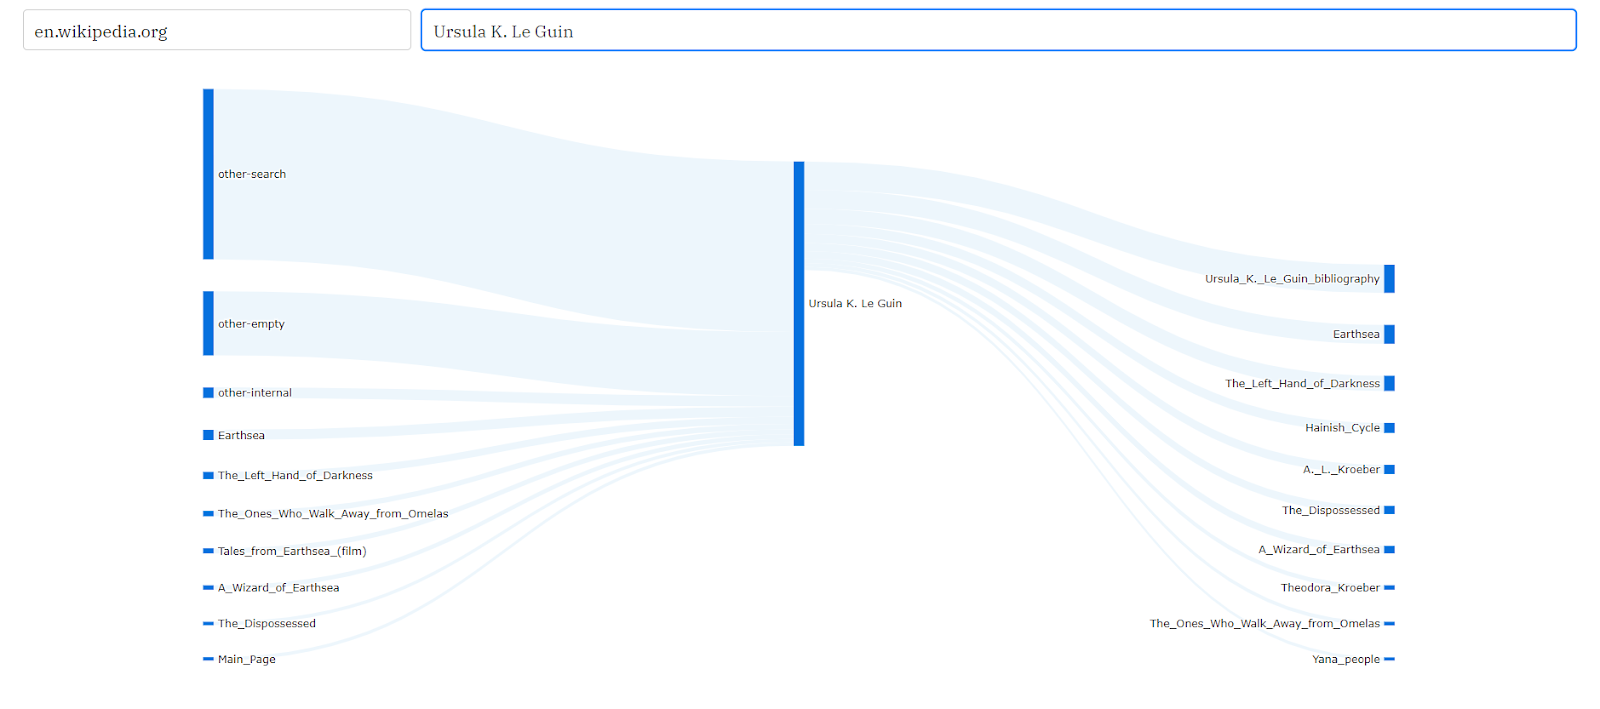 en.wikipedia.org
Ursula K. Le Guin
other-search
other-empty
other-internal
Earthsea
The_Left_Hand_of_Darkness
The_Ones_Who_Walk_Away_from_Omelas
Tales_from_Earthsea_(film)
A_Wizard_of_Earthsea
The_Dispossessed
Main_Page
Ursula K. Le Guin
Ursula_K._Le_Guin_bibliography
Earthsea
The_Left_Hand_of_Darkness
Hainish_Cycle
A._L._Kroeber
The_Dispossessed
A_Wizard_of_Earthsea
Theodora_Kroeber
The_Ones_Who_Walk_Away_from_Omelas
Yana_people